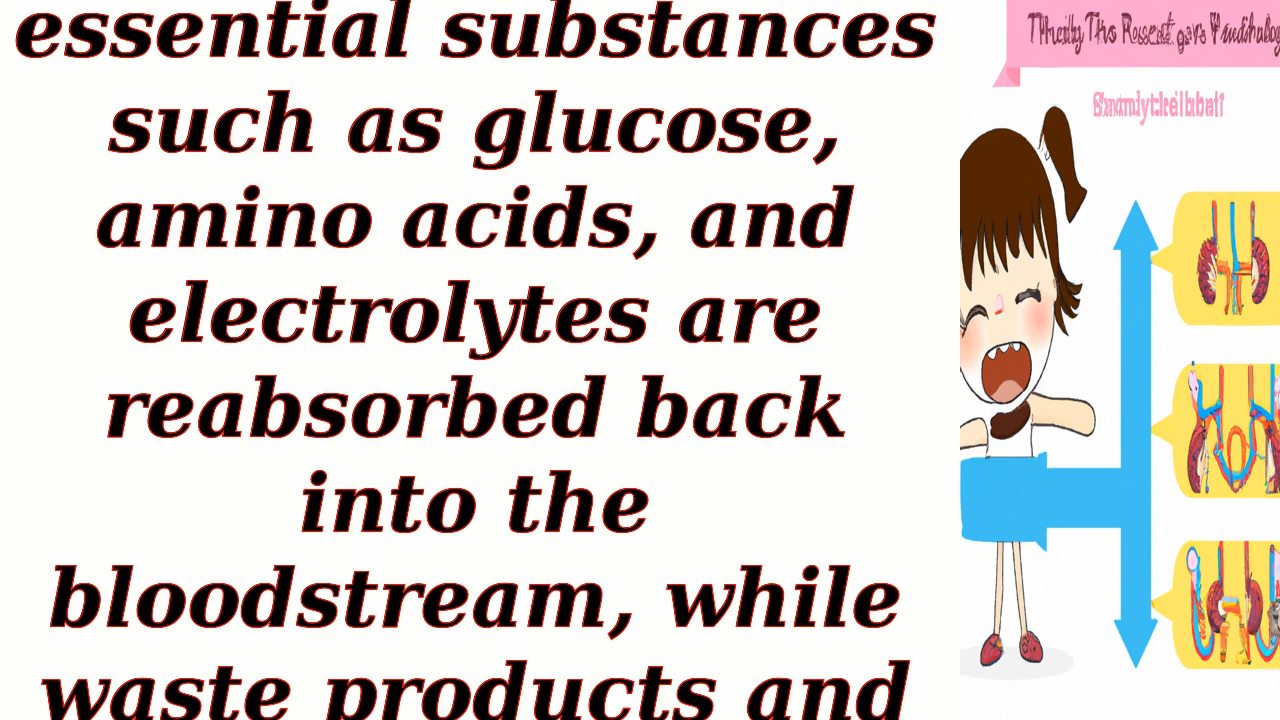 essential substances
such as glucose,
amino acids, and
electrolytes are
reabsorbed back
into the
bloodstream, while
waste products and